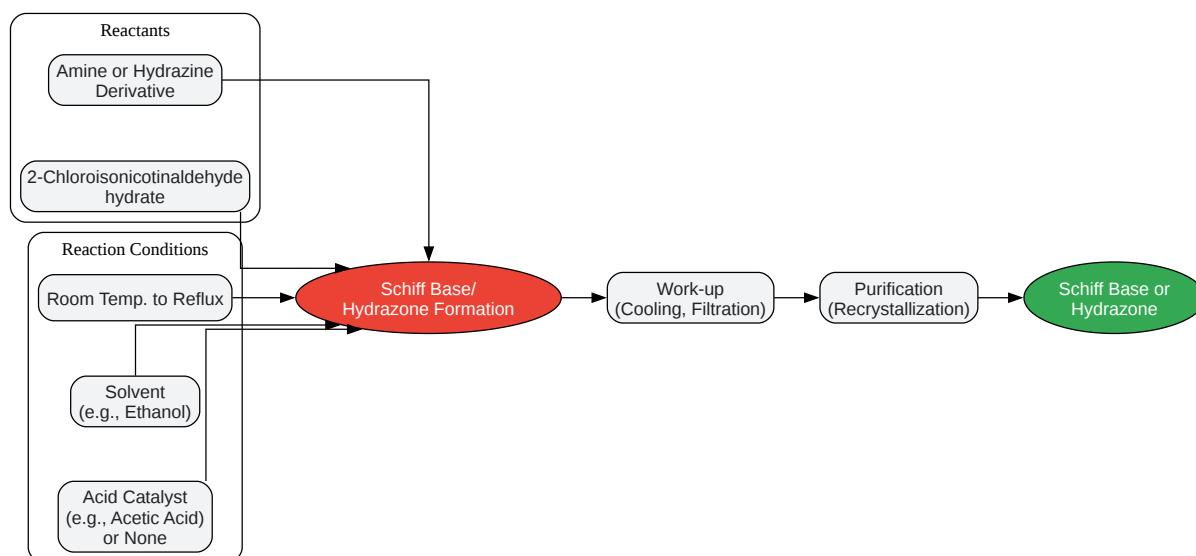 Reactants
Amine or Hydrazine
Derivative
2-Chloroisonicotinaldehyde
hydrate
Reaction Conditions
Room Temp. to Reflux
Solvent
(e.g., Ethanol)
Acid Catalyst
(e.g., Acetic Acid)
or None
Schiff Base/
Hydrazone Formation
Work-up
(Cooling, Filtration)
Purification
(Recrystallization)
Schiff Base or
Hydrazone